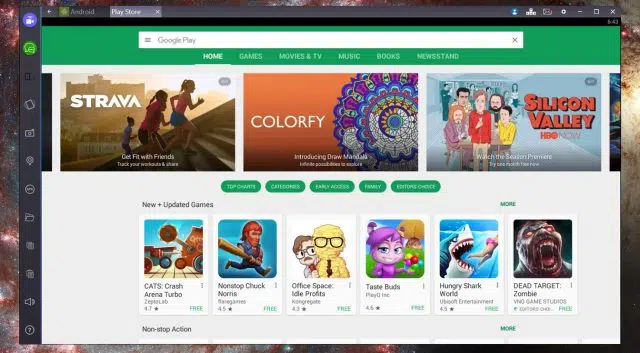 Android
Play Store
6:43
Google Play
HOME
GAMES
MOVIES & TV
MUSIC
BOOKS
NEWSSTAND
STRAVA
Get Fit with Friends
Track your workouts & share
COLORFY
Introducing Draw Mandala
Infinite possibilities to explore
SILICON
VALLEY
HBO NOW
Watch the Season Premiere
Try one month free now.
TOP CHARTS
CATEGORIES
EARLY ACCESS
FAMILY
EDITORS' CHOICE
New + Updated Games
MORE
CATS: Crash
Arena Turbo
ZeptoLab
4.7 ★ FREE
Nonstop Chuck
Norris
flaregames
4.5 ★ FREE
Office Space:
Idle Profits
Kongregate
4.3 ★ FREE
Taste Buds
PlayQ Inc.
4.6 ★ FREE
Hungry Shark
World
Ubisoft Entertainment
4.5 ★ FREE
DEAD TARGET:
Zombie
VNG GAME STUDIOS
EDITORS' CHO... FREE
Non-stop Action
MORE